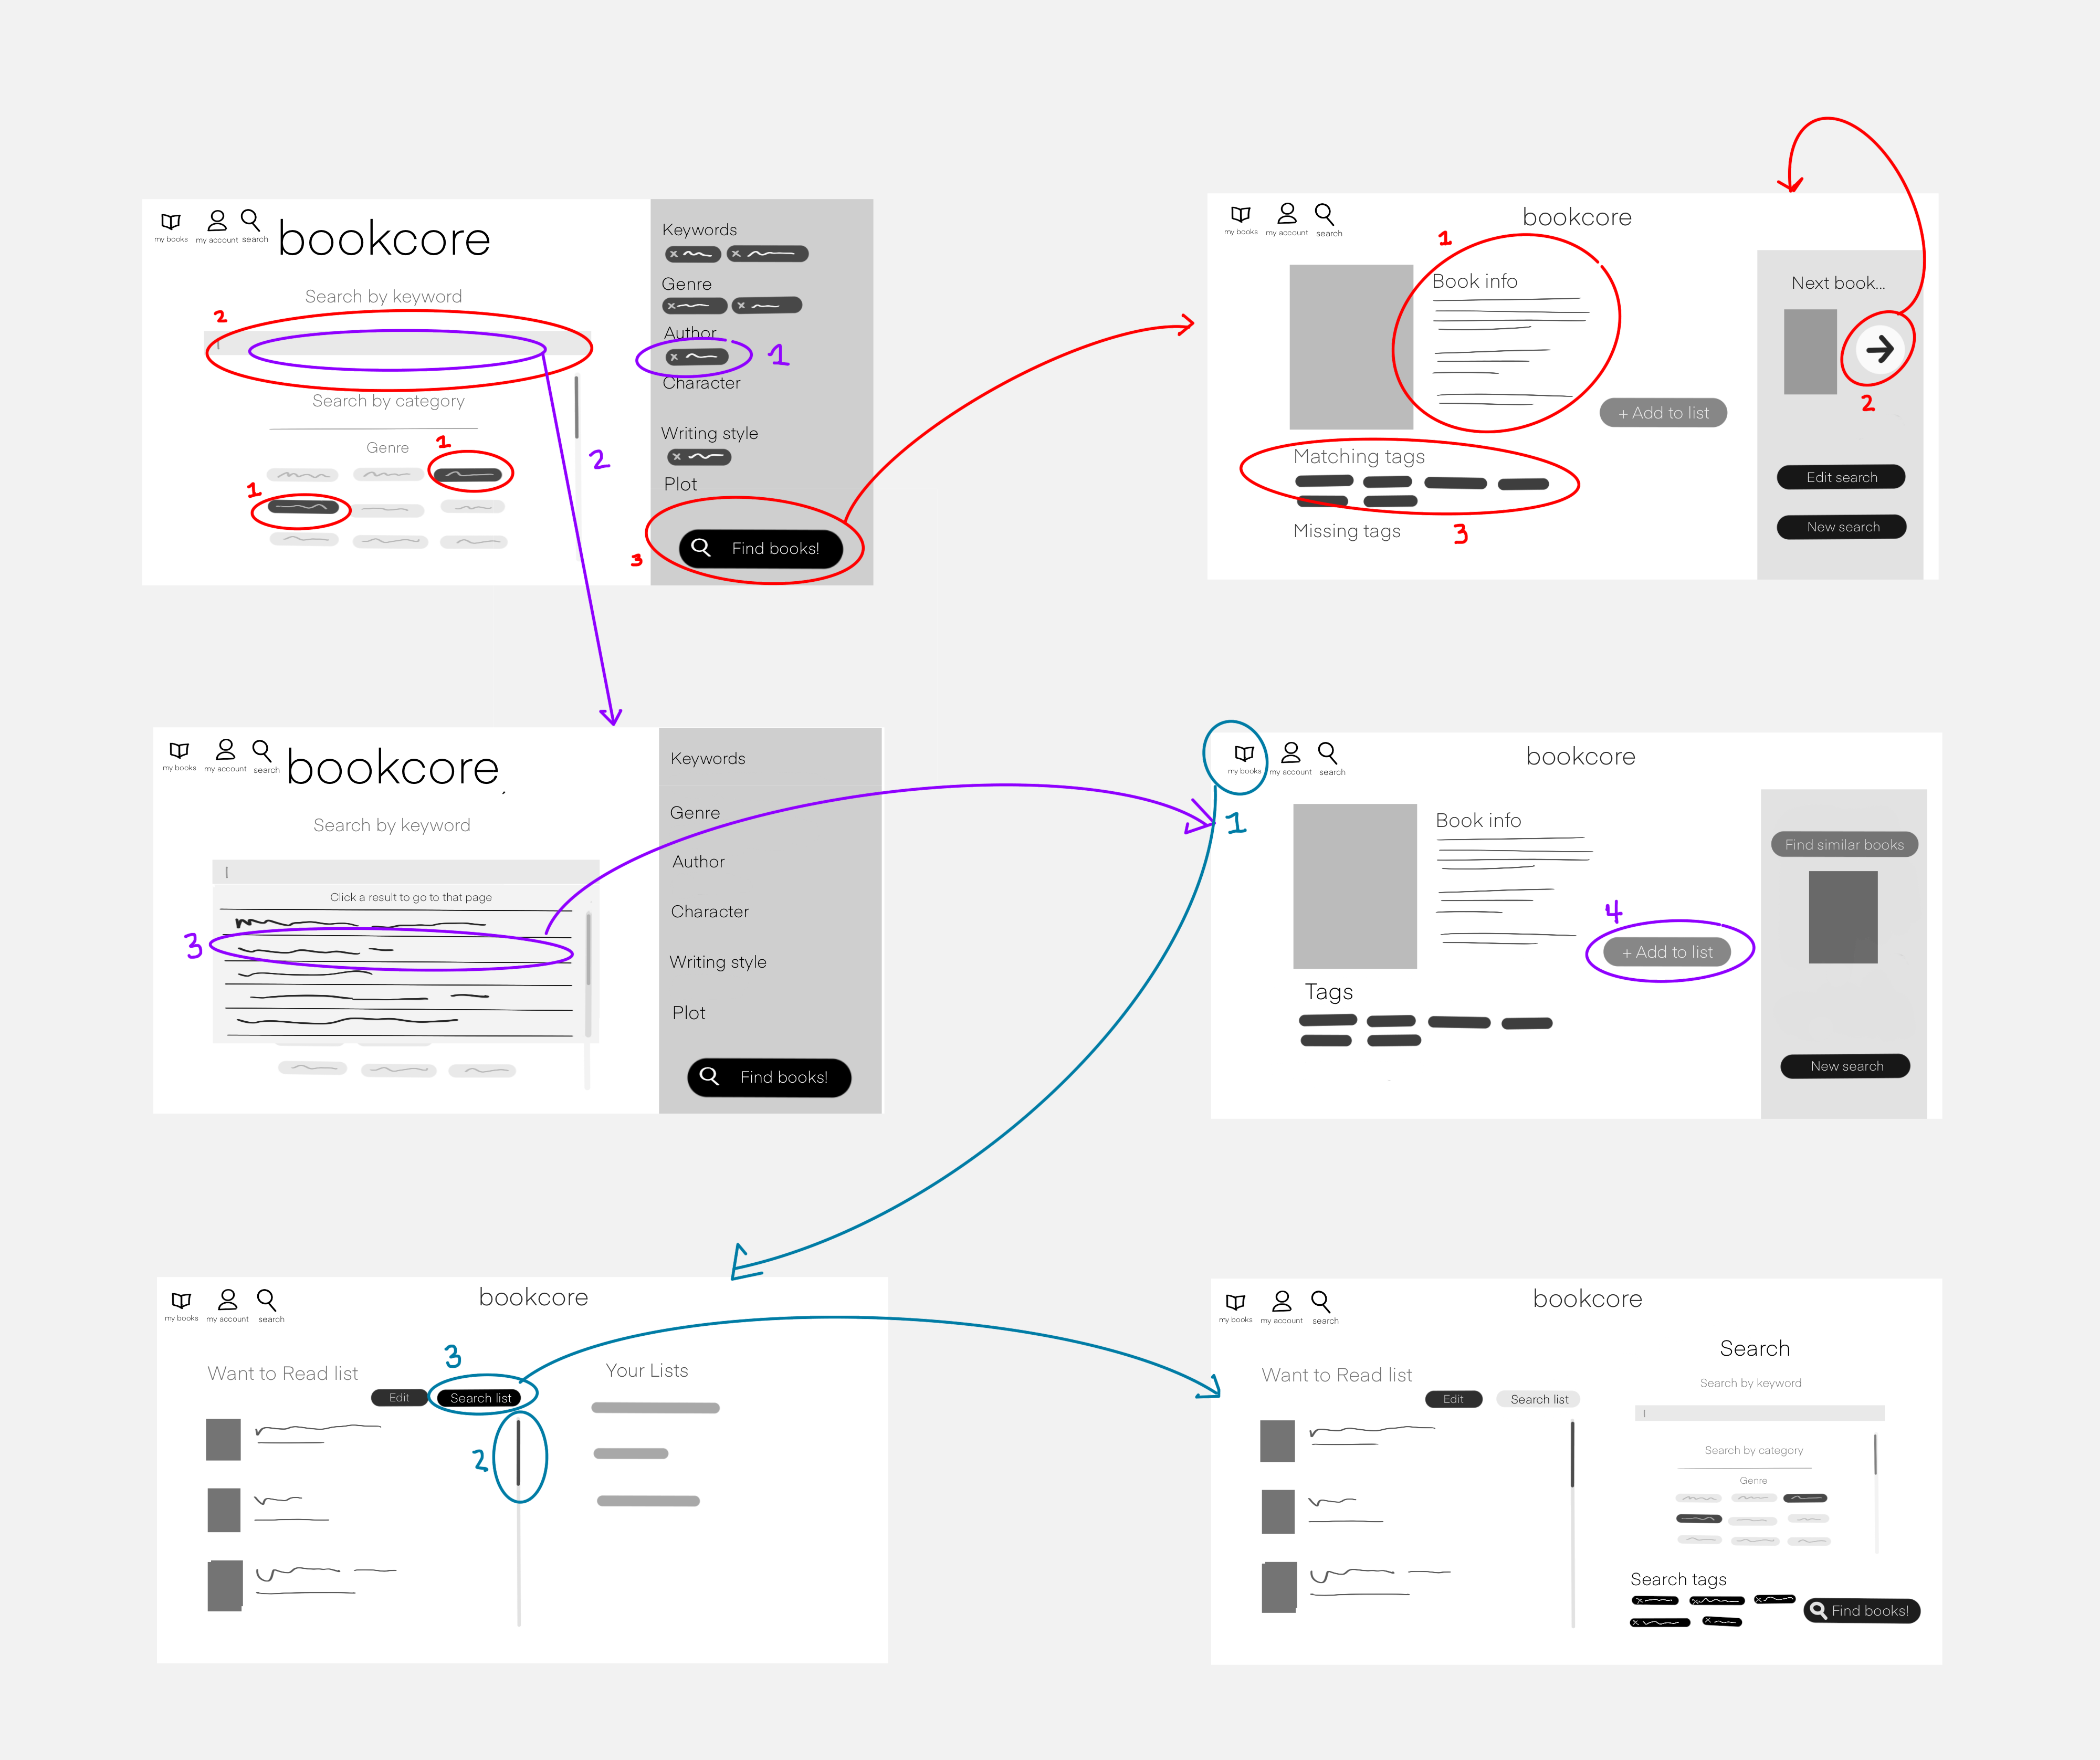 my books
my account
search
bookcore
Search by keyword
2
Search by category
Genre
1
1
Keywords
Genre
Author
1
Character
Writing style
Plot
Find books!
3
2
my books
my account
search
bookcore
1
Book info
+ Add to list
Matching tags
3
Missing tags
Next book...
2
Edit search
New search
my books
my account
search
bookcore
Search by keyword
Click a result to go to that page
3
Keywords
Genre
Author
Character
Writing style
Plot
Find books!
my books
my account
search
1
bookcore
Book info
4
+ Add to list
Tags
Find similar books
New search
my books
my account
search
bookcore
Want to Read list
3
Edit
Search list
2
Your Lists
my books
my account
search
bookcore
Want to Read list
Edit
Search list
Search
Search by keyword
Search by category
Genre
Search tags
Find books!